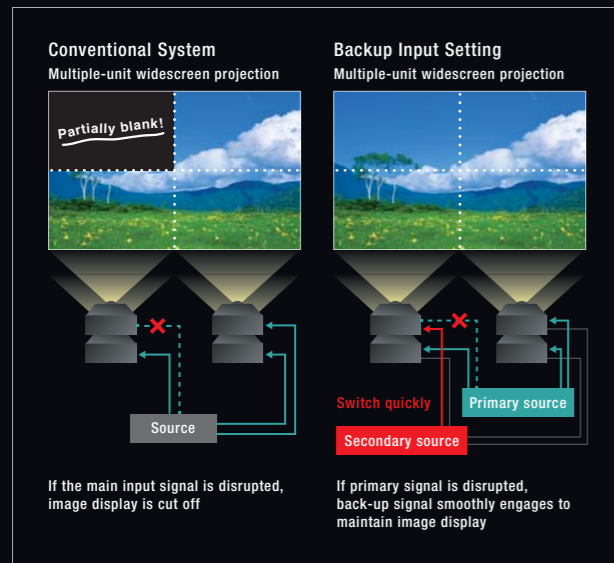 Conventional System
Multiple-unit widescreen projection
Partially blank!
Source
If the main input signal is disrupted,
image display is cut off
Backup Input Setting
Multiple-unit widescreen projection
Switch quickly
Primary source
Secondary source
If primary signal is disrupted,
back-up signal smoothly engages to
maintain image display